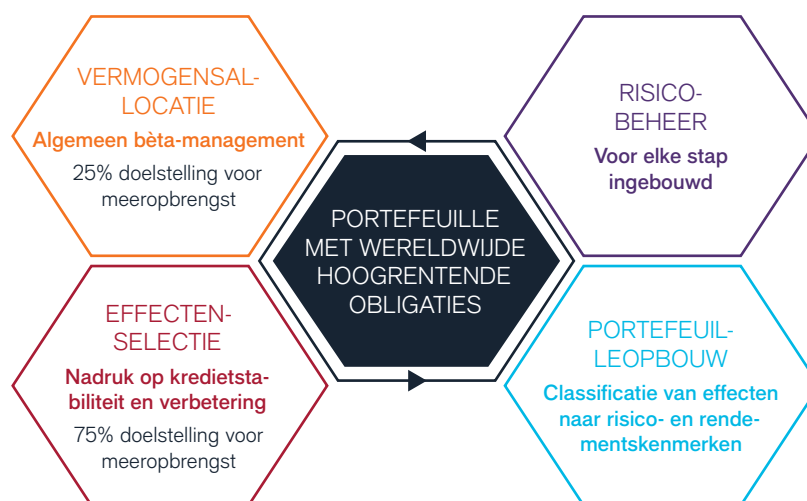 VERMOGENSAL-
LOCATIE
Algemeen bèta-management
25% doelstelling voor
meeropbrengst
RISICO-
BEHEER
Voor elke stap
ingebouwd
PORTEFEUILLE
MET WERELDWIJDE
HOOGRENTENDE
OBLIGATIES
EFFECTEN-
SELECTIE
Nadruk op kredietsta-
biliteit en verbetering
75% doelstelling voor
meeropbrengst
PORTEFEUIL-
LEOPBOUW
Classificatie van effecten
naar risico- en rende-
mentskenmerken